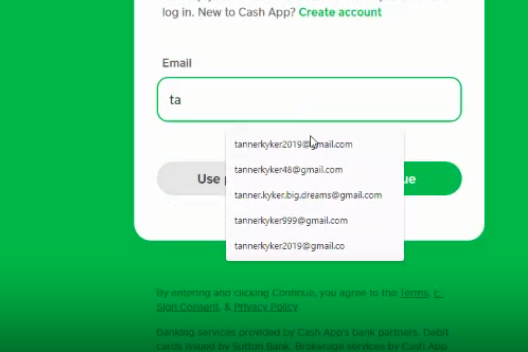 log in. New to Cash App? Create account
Email
ta
tannerkyker2019@gmail.com
tannerkyker48@gmail.com
tanner.kyker.big.dreams@gmail.com
tannerkyker999@gmail.com
tannerkyker2019@gmail.co
Use
ue
By entering and clicking Continue, you agree to the Terms, E-
Sign Consent, & Privacy Policy
Banking services provided by Cash App's bank partners. Debit
cards issued by Sutton Bank. Brokerage services by Cash App